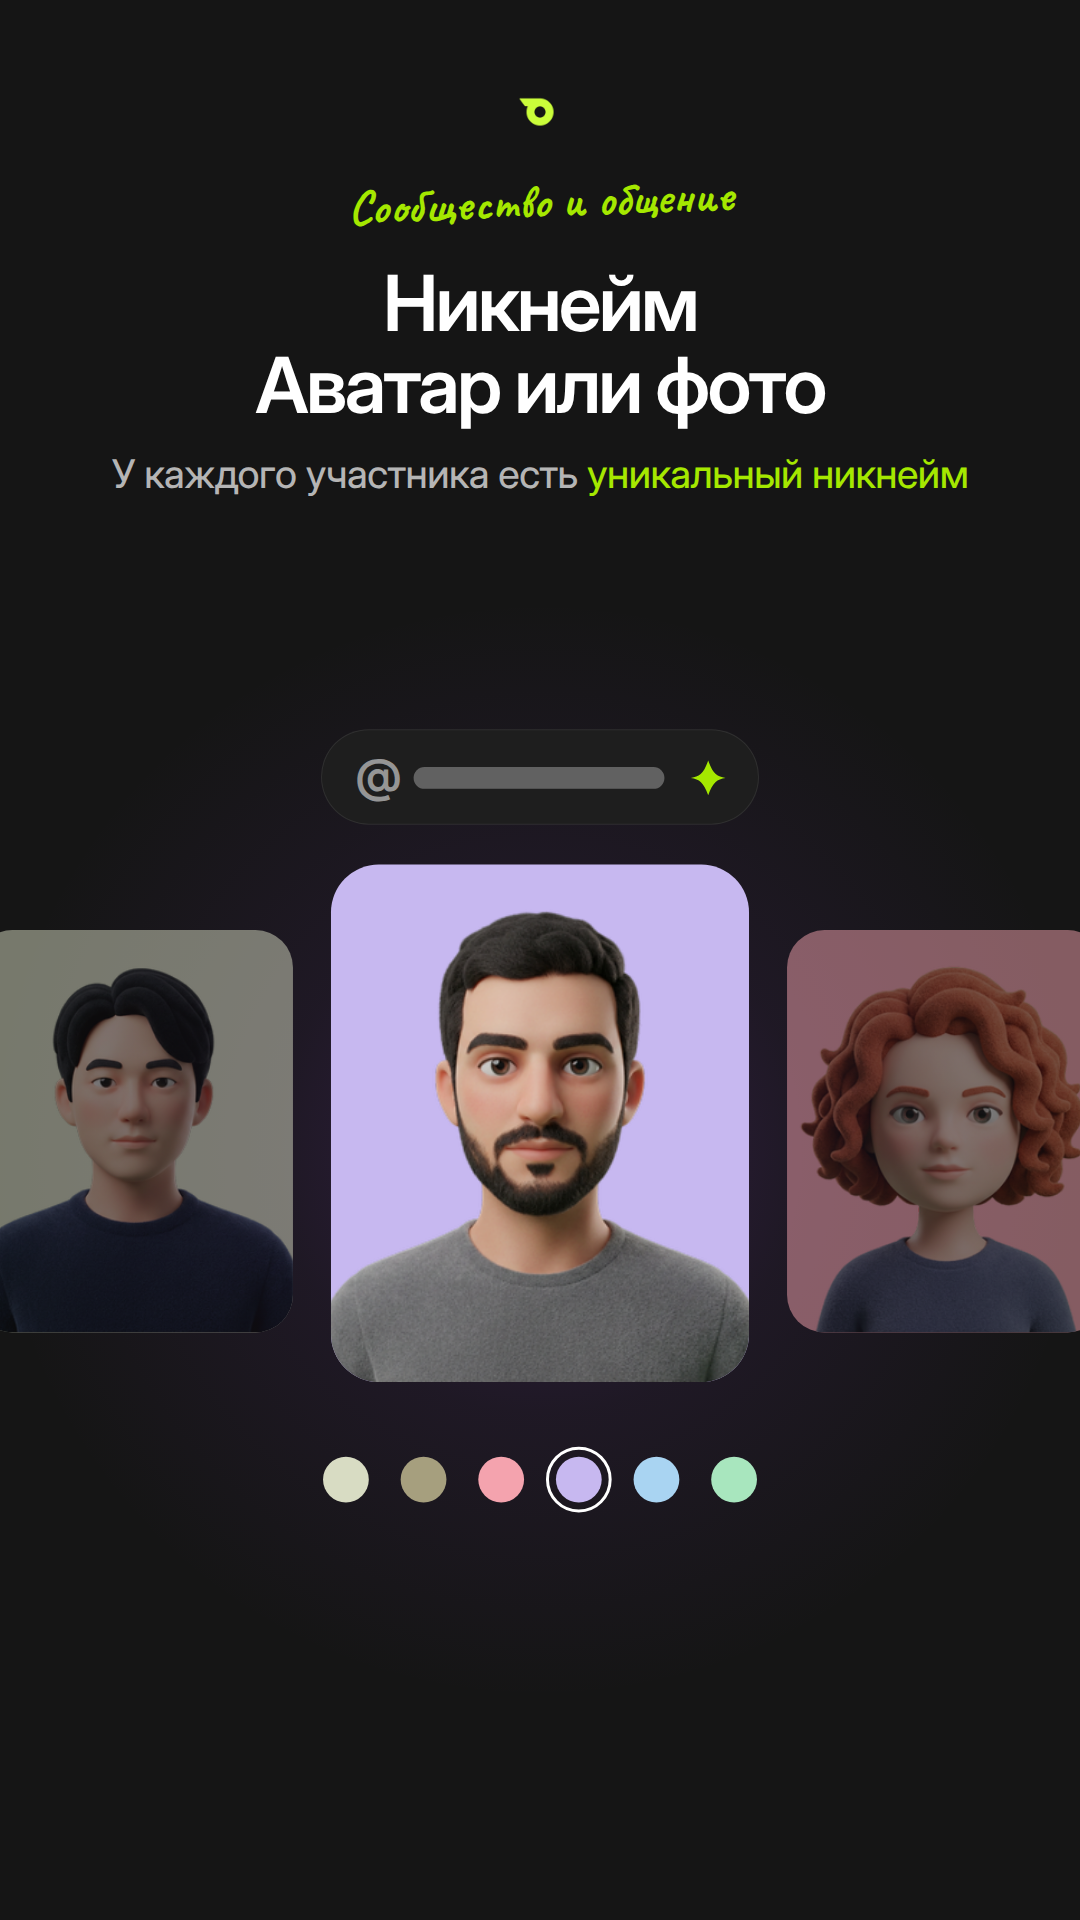 Сообщество и общение
Никнейм
Аватар или фото
У каждого участника есть уникальный никнейм
@